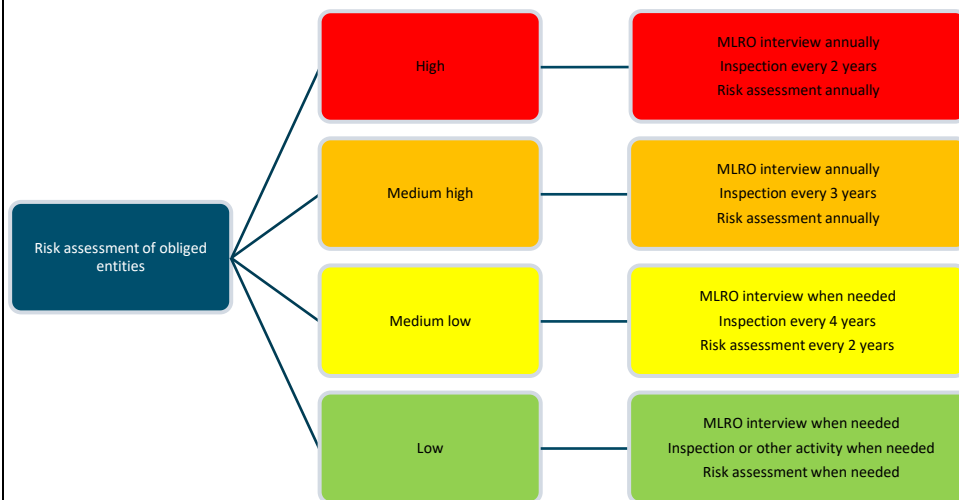 Risk assessment of obliged
entities
High
MLRO interview annually
Inspection every 2 years
Risk assessment annually
Medium high
MLRO interview annually
Inspection every 3 years
Risk assessment annually
Medium low
MLRO interview when needed
Inspection every 4 years
Risk assessment every 2 years
Low
MLRO interview when needed
Inspection or other activity when needed
Risk assessment when needed